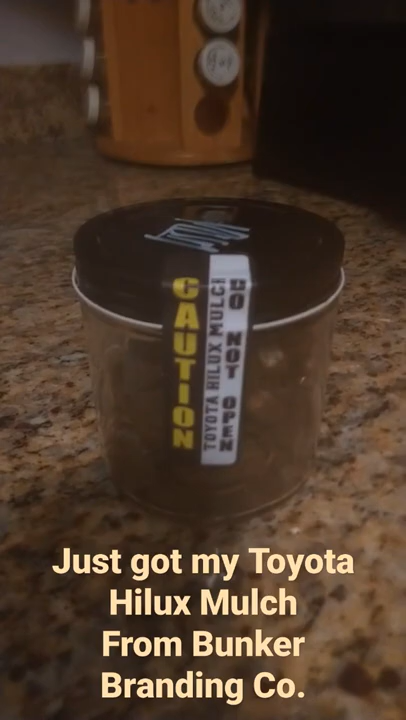 CAUTION
TOYOTA HILUX MULCH
DO NOT OPEN
Just got my Toyota
Hilux Mulch
From Bunker
Branding Co.